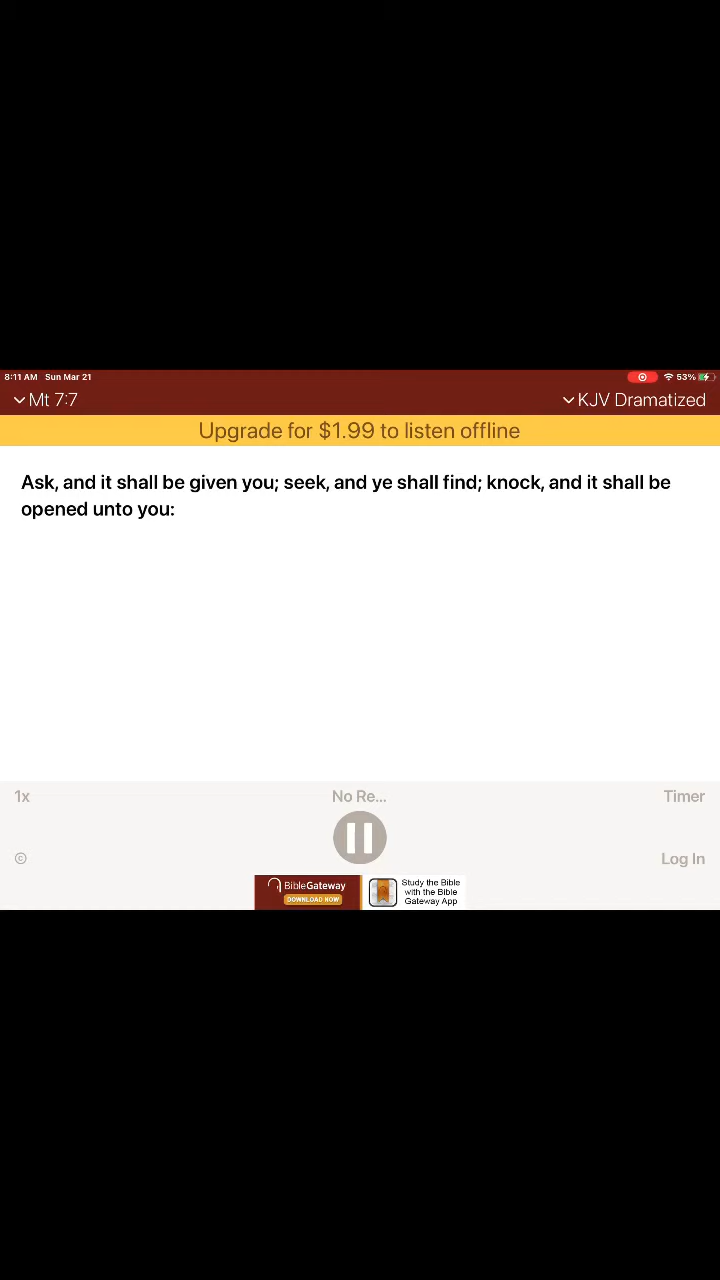 8:11 AM Sun Mar 21 53%
Mt 7:7 KJV Dramatized
Upgrade for $1.99 to listen offline
Ask, and it shall be given you; seek, and ye shall find; knock, and it shall be
opened unto you:
1x No Re... Timer
© Log In
BibleGateway
DOWNLOAD NOW
Study the Bible
with the Bible
Gateway App